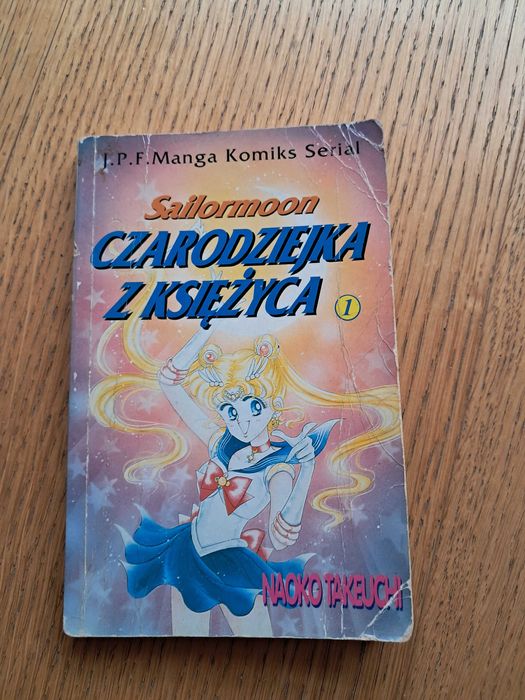 J.P.F. Manga Komiks Serial
Sailormoon
CZARODZIEJKA
Z KSIĘŻYCA 1
NAOKO TAKEUCHI